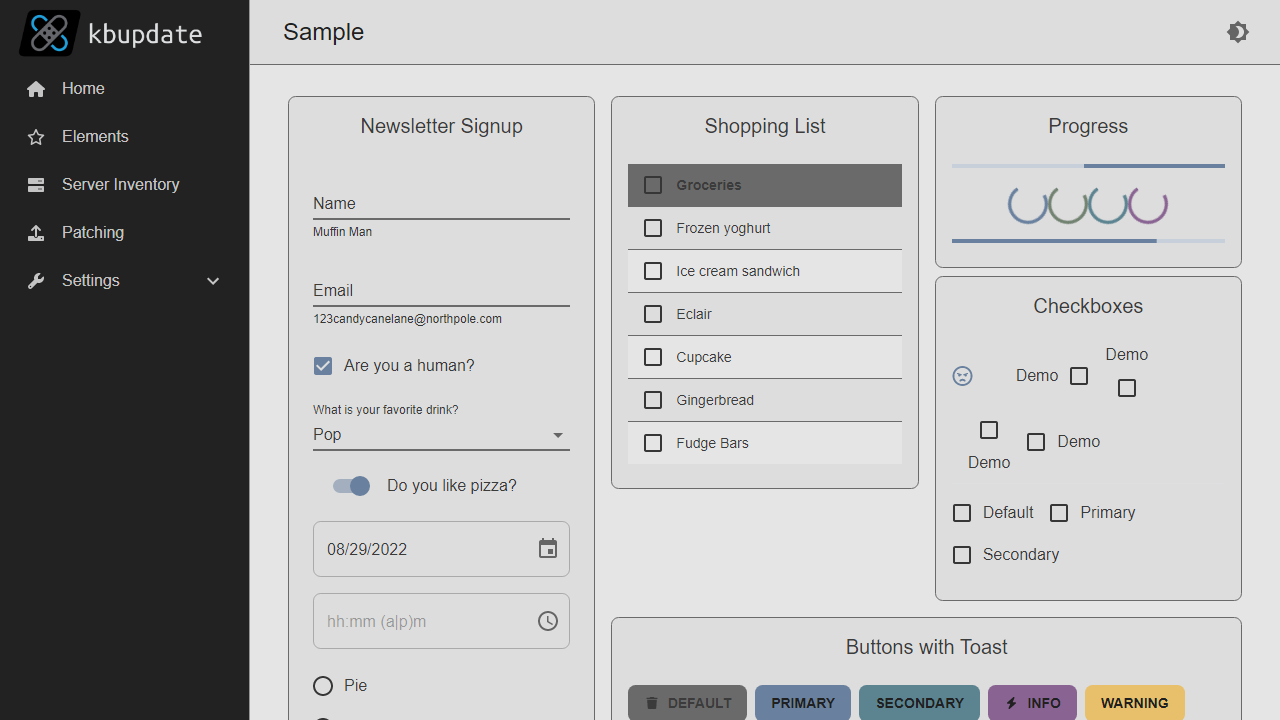 kbupdate
Home
Elements
Server Inventory
Patching
Settings
Sample
Newsletter Signup
Name
Muffin Man
Email
123candycanelane@northpole.com
Are you a human?
What is your favorite drink?
Pop
Do you like pizza?
08/29/2022
hh:mm (a|p)m
Pie
Shopping List
Groceries
Frozen yoghurt
Ice cream sandwich
Eclair
Cupcake
Gingerbread
Fudge Bars
Progress
Checkboxes
Demo
Demo
Demo
Demo
Default
Primary
Secondary
Buttons with Toast
DEFAULT
PRIMARY
SECONDARY
INFO
WARNING